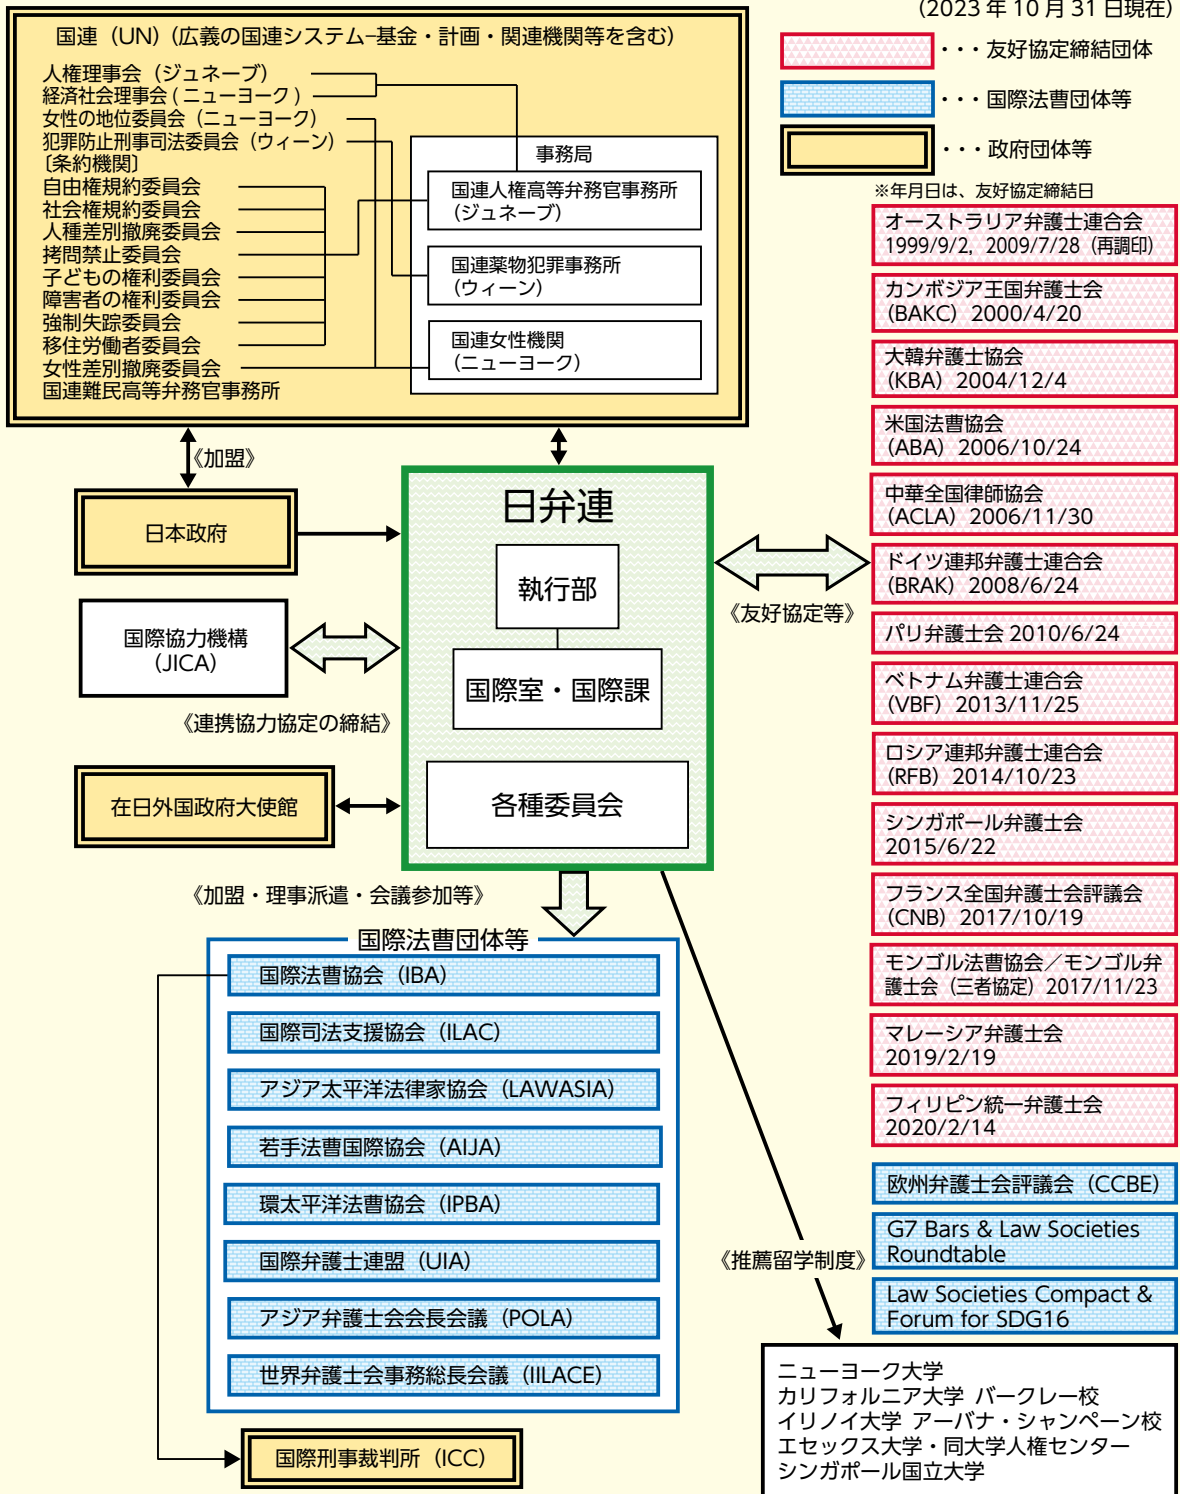 (2023 年 10 月 31 日現在)
・・・友好協定締結団体
・・・国際法曹団体等
・・・政府団体等
※年月日は、友好協定締結日
国連（UN）（広義の国連システム–基金・計画・関連機関等を含む）
人権理事会（ジュネーブ）
経済社会理事会 ( ニューヨーク )
女性の地位委員会（ニューヨーク）
犯罪防止刑事司法委員会（ウィーン）
〔条約機関〕
自由権規約委員会
社会権規約委員会
人種差別撤廃委員会
拷問禁止委員会
子どもの権利委員会
障害者の権利委員会
強制失踪委員会
移住労働者委員会
女性差別撤廃委員会
国連難民高等弁務官事務所
事務局
国連人権高等弁務官事務所
（ジュネーブ）
国連薬物犯罪事務所
（ウィーン）
国連女性機関
（ニューヨーク）
《加盟》
日本政府
国際協力機構
（JICA）
《連携協力協定の締結》
在日外国政府大使館
日弁連
執行部
国際室・国際課
各種委員会
《友好協定等》
オーストラリア弁護士連合会
1999/9/2，2009/7/28（再調印）
カンボジア王国弁護士会
（BAKC）2000/4/20
大韓弁護士協会
（KBA）2004/12/4
米国法曹協会
（ABA）2006/10/24
中華全国律師協会
（ACLA）2006/11/30
ドイツ連邦弁護士連合会
（BRAK）2008/6/24
パリ弁護士会 2010/6/24
ベトナム弁護士連合会
（VBF）2013/11/25
ロシア連邦弁護士連合会
（RFB）2014/10/23
シンガポール弁護士会
2015/6/22
フランス全国弁護士会評議会
（CNB）2017/10/19
モンゴル法曹協会／モンゴル弁
護士会（三者協定）2017/11/23
マレーシア弁護士会
2019/2/19
フィリピン統一弁護士会
2020/2/14
欧州弁護士会評議会（CCBE）
G7 Bars & Law Societies
Roundtable
Law Societies Compact &
Forum for SDG16
《加盟・理事派遣・会議参加等》
国際法曹団体等
国際法曹協会（IBA）
国際司法支援協会（ILAC）
アジア太平洋法律家協会（LAWASIA）
若手法曹国際協会（AIJA）
環太平洋法曹協会（IPBA）
国際弁護士連盟（UIA）
アジア弁護士会会長会議（POLA）
世界弁護士会事務総長会議（IILACE）
国際刑事裁判所（ICC）
《推薦留学制度》
ニューヨーク大学
カリフォルニア大学 バークレー校
イリノイ大学 アーバナ・シャンペーン校
エセックス大学・同大学人権センター
シンガポール国立大学